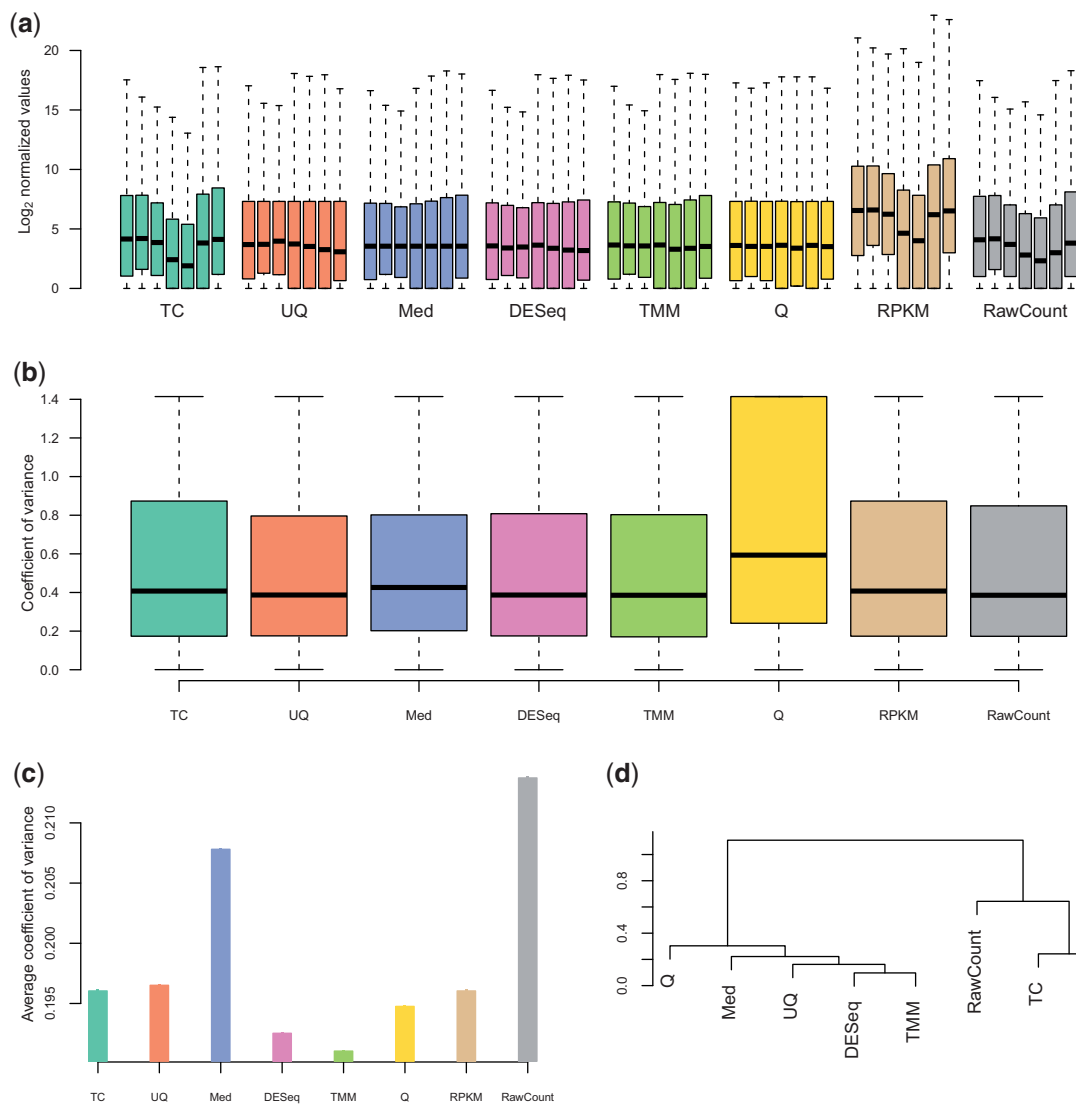 (a)
Log2 normalized values
20
15
10
5
0
TC UQ Med DESeq TMM Q RPKM RawCount
(b)
Coefficient of variance
1.4
1.2
1.0
0.8
0.6
0.4
0.2
0.0
TC UQ Med DESeq TMM Q RPKM RawCount
(c)
Average coefficient of variance
0.210
0.205
0.200
0.195
TC UQ Med DESeq TMM Q RPKM RawCount
(d)
0.8
0.4
0.0
Q
Med
UQ
DESeq
TMM
RawCount
TC